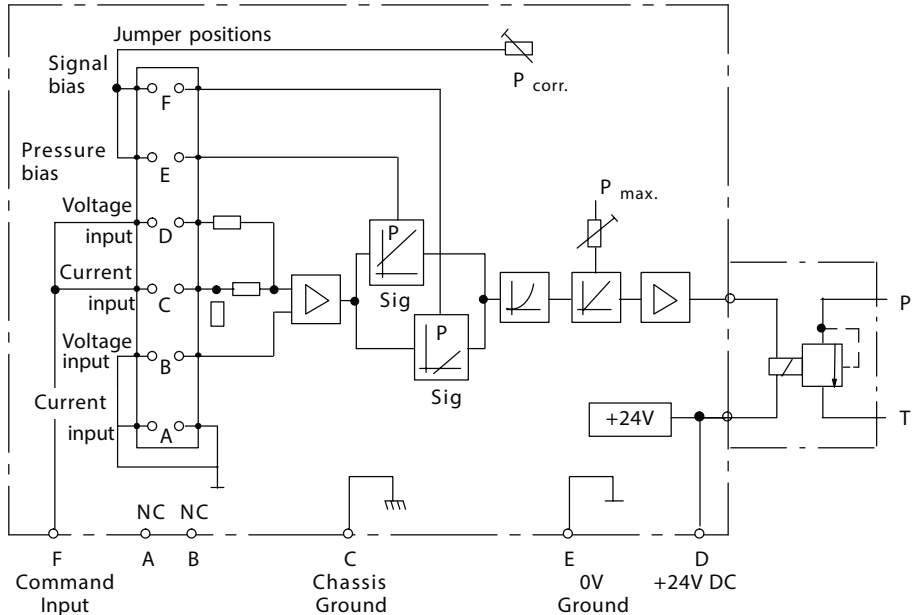 Jumper positions
Signal
bias
P corr.
F
Pressure
bias
E
P max.
Voltage
input
D
P
Current
input
C
Sig
P
Voltage
input
B
P
Sig
Current
input
A
+24V
T
NC NC
F A B C E D
Command
Input
Chassis
Ground
0V
Ground
+24V DC